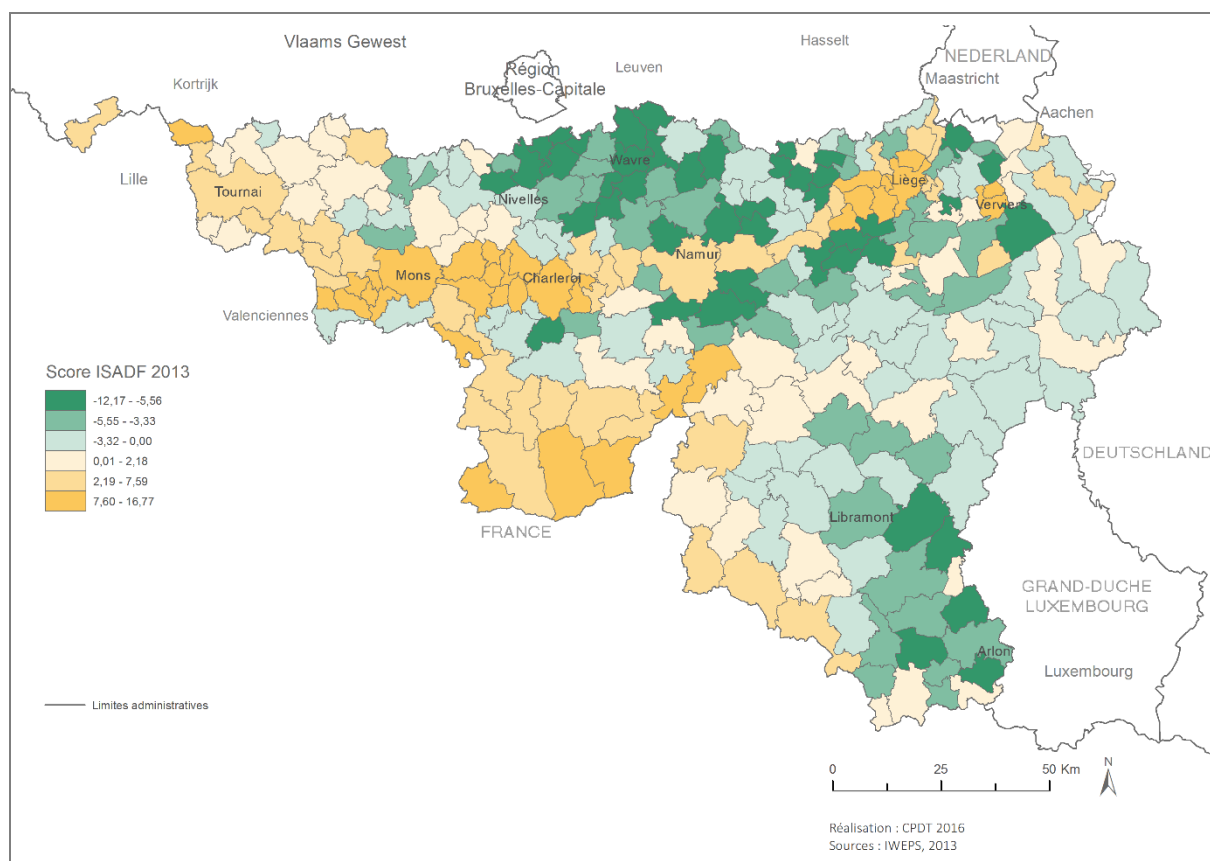 Vlaams Gewest
Hasselt
NEDERLAND
Kortrijk
Région
Bruxelles-Capitale
Leuven
Maastricht
Aachen
Lille
Tournai
Wavre
Nivelles
Liège
Verviers
Mons
Charleroi
Namur
Valenciennes
Score ISADF 2013
-12,17 - -5,56
-5,55 - -3,33
-3,32 - 0,00
0,01 - 2,18
2,19 - 7,59
7,60 - 16,77
DEUTSCHLAND
Libramont
FRANCE
GRAND-DUCHE
LUXEMBOURG
Arlon
Luxembourg
Limites administratives
0 25 50 Km
N
Réalisation : CPDT 2016
Sources : IWEPS, 2013